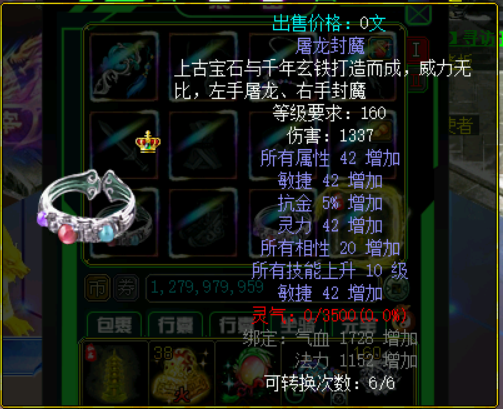 出售价格：0文
屠龙封魔
上古宝石与千年玄铁打造而成，威力无
比，左手屠龙、右手封魔
等级要求：160
伤害：1337
所有属性 42 增加
敏捷 42 增加
抗金 5% 增加
灵力 42 增加
所有相性 20 增加
所有技能上升 10 级
敏捷 42 增加
灵气：0/3500(0.0%)
绑定：气血 1728 增加
法力 1152 增加
可转换次数：6/6
币
券
1,279,979,959
包裹
行囊
行囊
38